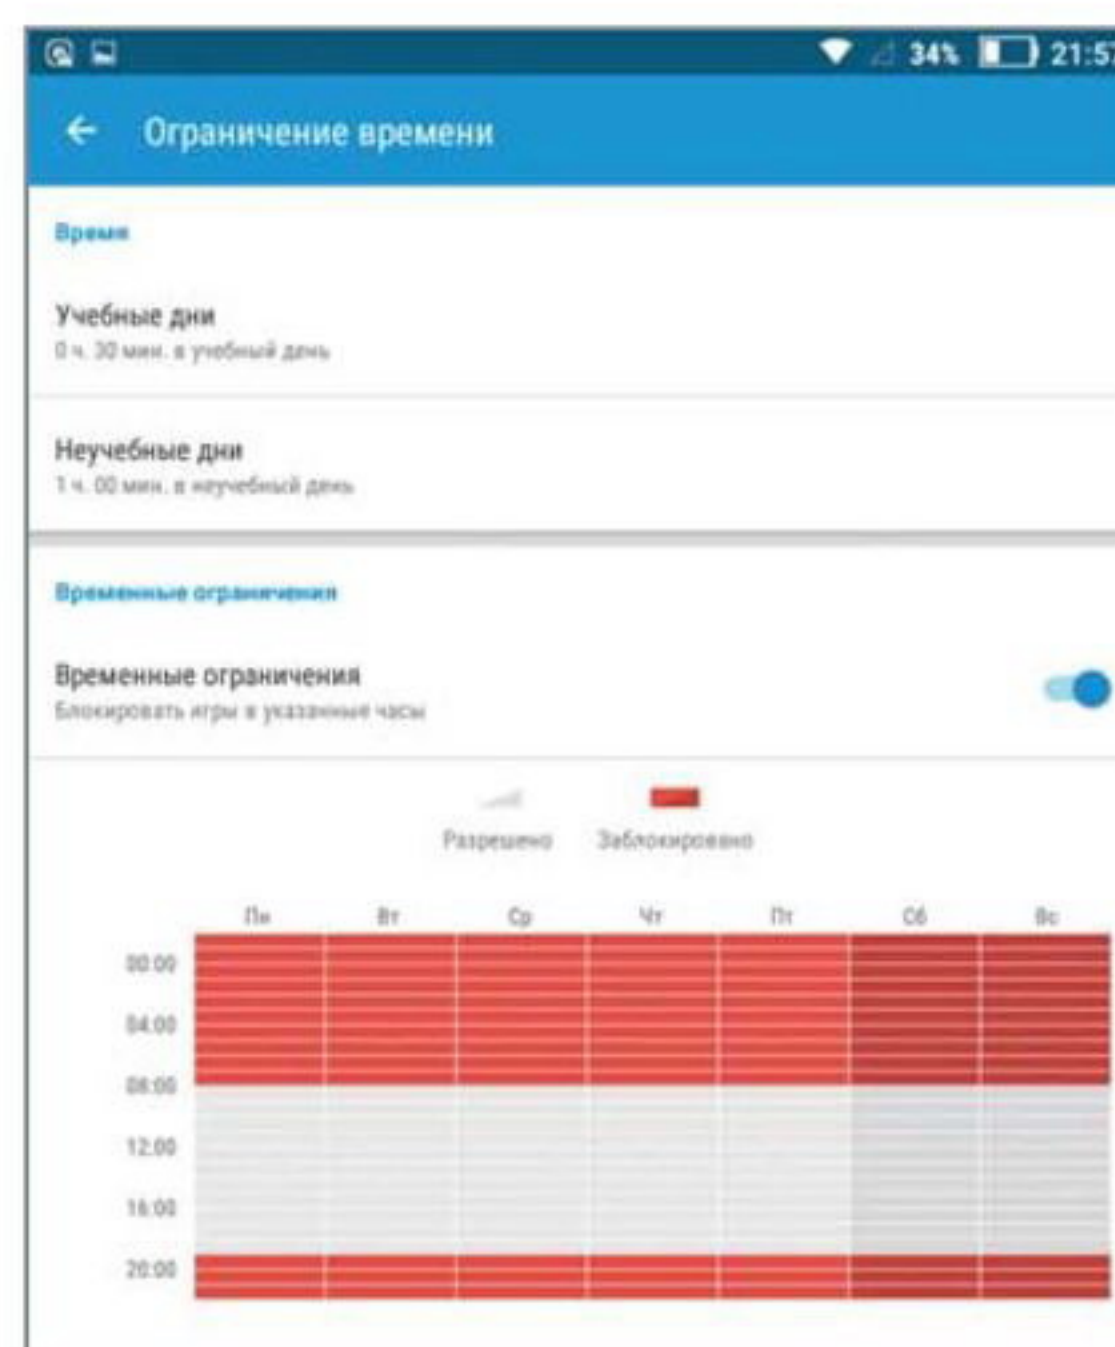 34% 21:57
Ограничение времени
Время
Учебные дни
0 ч. 30 мин. в учебный день
Неучебные дни
1 ч. 00 мин. в неучебный день
Временные ограничения
Временные ограничения
Блокировать игры в указанные часы
Разрешено Заблокировано
Пн Вт Ср Чт Пт Сб Вс
00:00
04:00
08:00
12:00
16:00
20:00